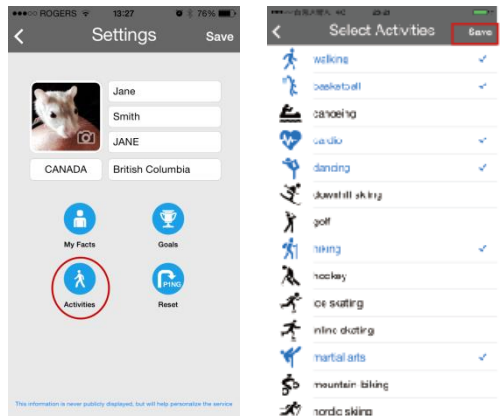 ROGERS 13:27 76%
Settings Save
Jane
Smith
JANE
CANADA British Columbia
My Facts Goals
PING
Activities Reset
This information is never publicly displayed, but will help personalize the service
Select Activities Save
walking
basketball
canoeing
cardio
dancing
downhill skiing
golf
hiking
hockey
ice skating
inline skating
martial arts
mountain biking
nordic skiing